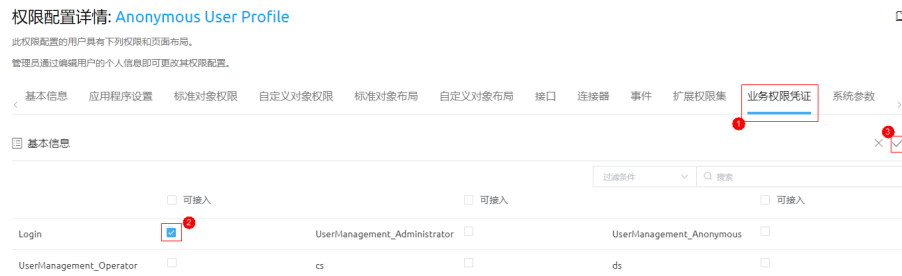 权限配置详情: Anonymous User Profile
此权限配置的用户具有下列权限和页面布局。
管理员通过编辑用户的个人信息即可更改其权限配置。
基本信息 应用程序设置 标准对象权限 自定义对象权限 标准对象布局 自定义对象布局 接口 连接器 事件 扩展权限集 业务权限凭证 系统参数
1
基本信息
3
过滤条件 搜索
可接入 可接入 可接入
2
Login UserManagement_Administrator UserManagement_Anonymous
UserManagement_Operator cs ds